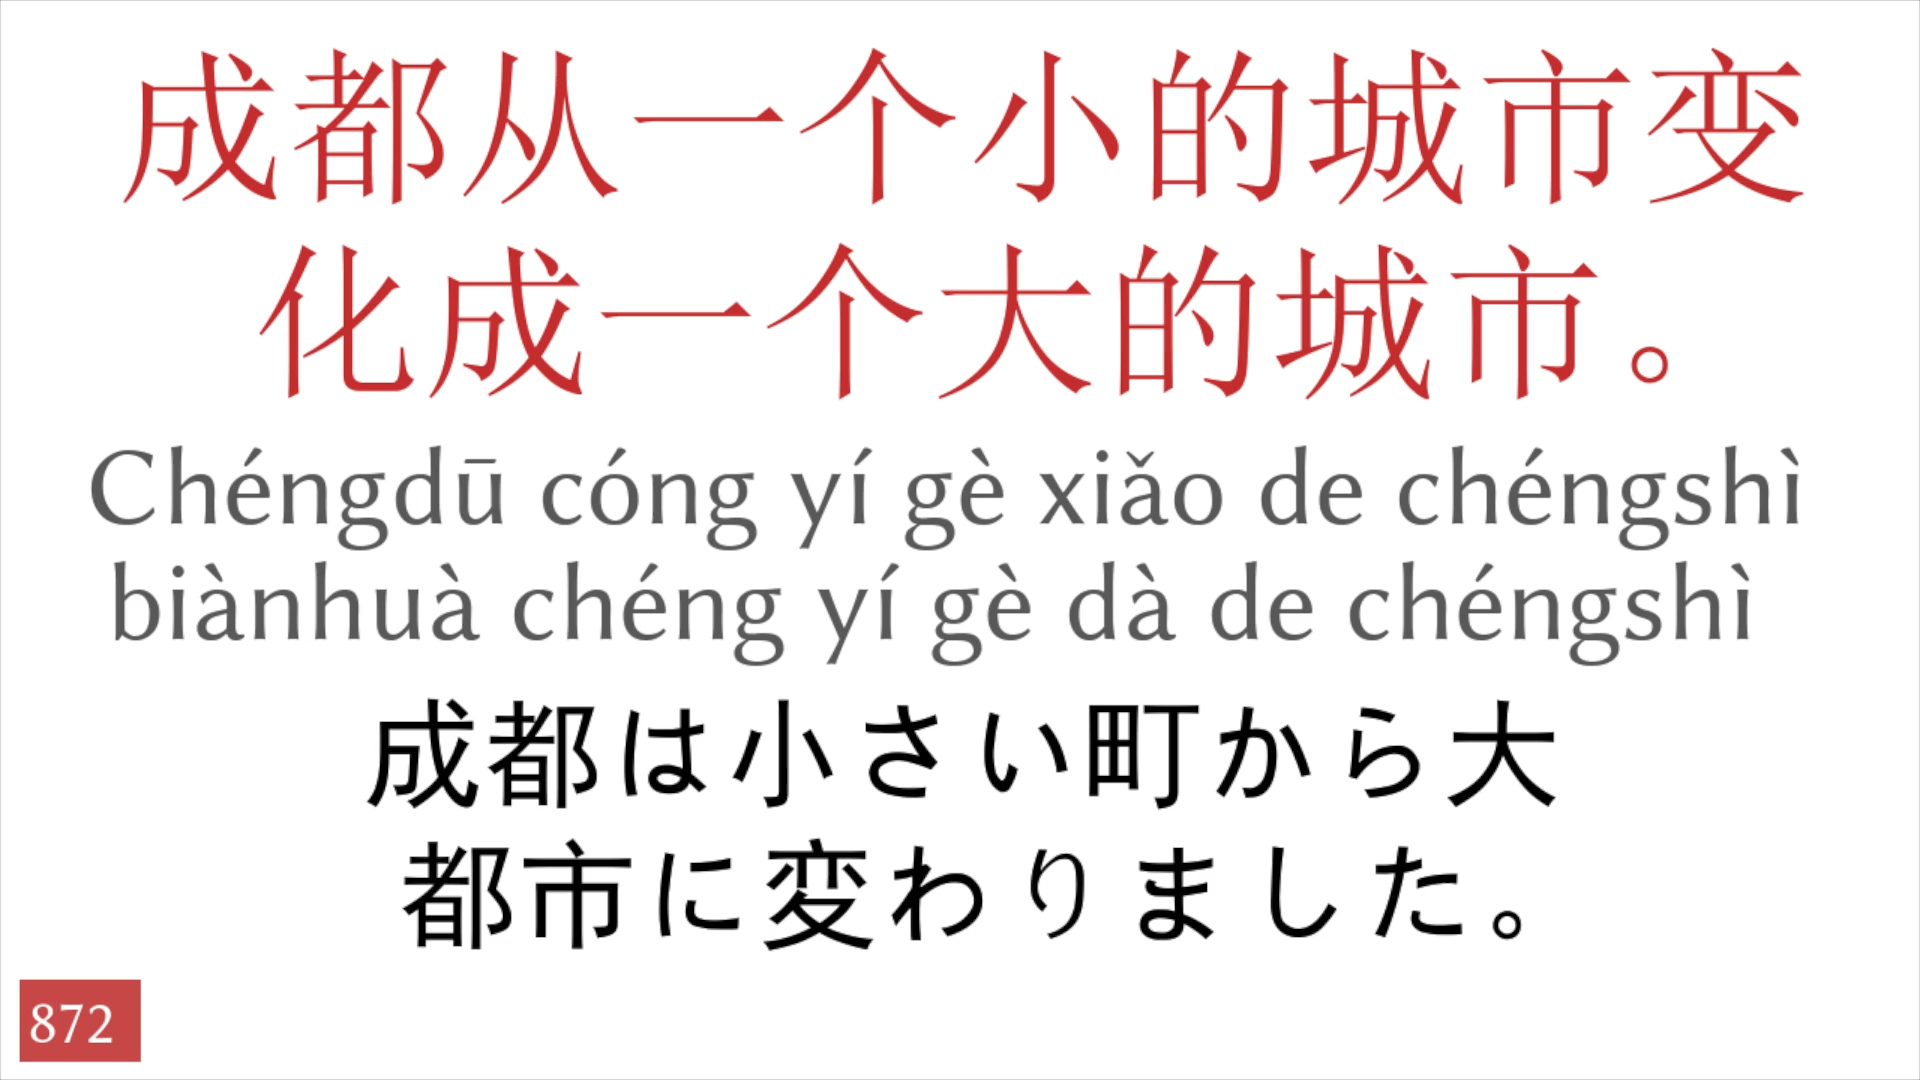 成都从一个小的城市变
化成一个大的城市。
Chéngdū cóng yí gè xiǎo de chéngshì
biànhuà chéng yí gè dà de chéngshì
成都は小さい町から大
都市に変わりました。
872